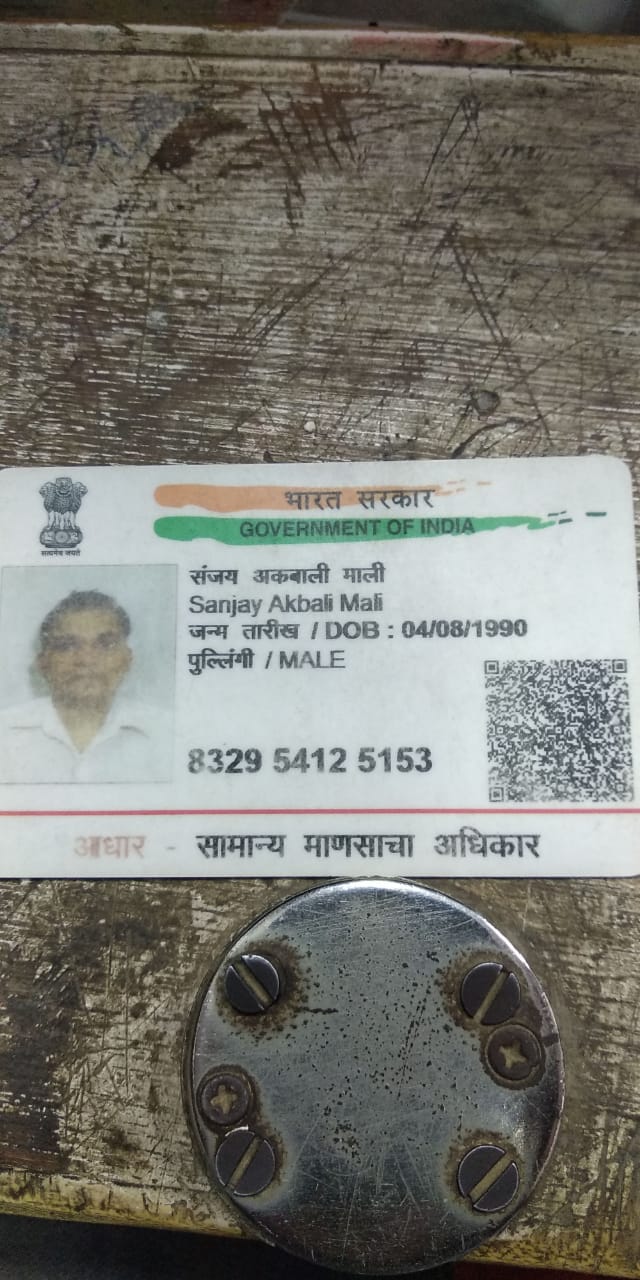 भारत सरकार
GOVERNMENT OF INDIA
सत्यमेव जयते
संजय अकबाली माली
Sanjay Akbali Mali
जन्म तारीख / DOB : 04/08/1990
पुल्लिंगी / MALE
8329 5412 5153
आधार - सामान्य माणसाचा अधिकार